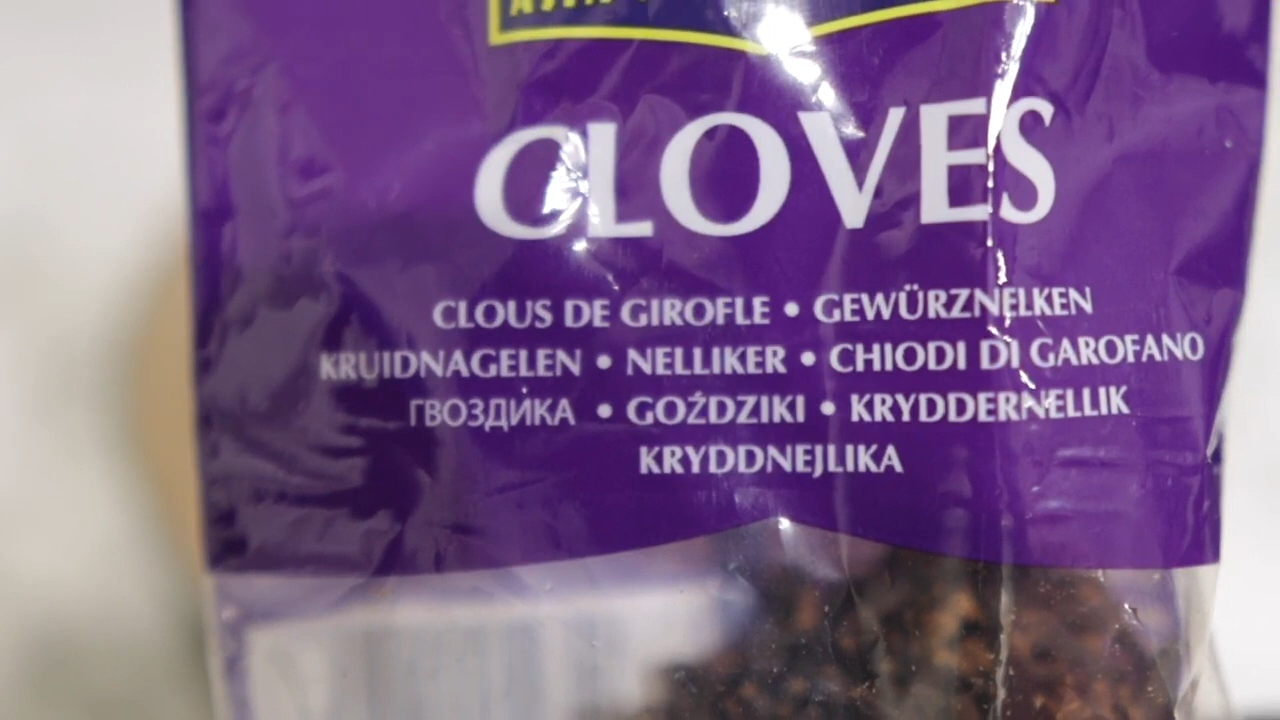 CLOVES
CLOUS DE GIROFLE • GEWÜRZNELKEN
KRUIDNAGELEN • NELLIKER • CHIODI DI GAROFANO
ГВОЗДИКА • GOŹDZIKI • KRYDDERNELLIK
KRYDDNEJLIKA